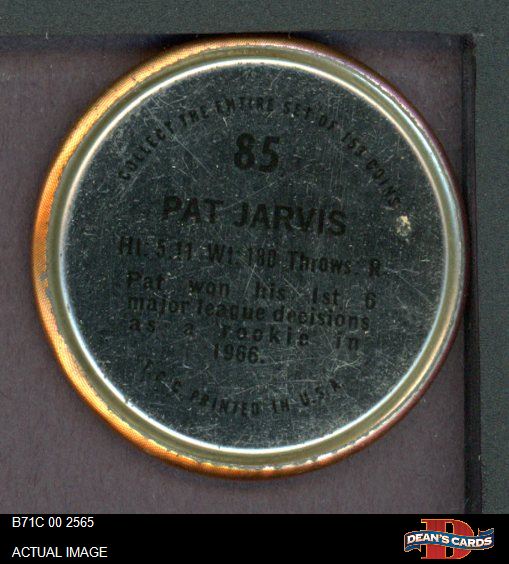 COLLECT THE ENTIRE SET OF 153 COINS
85
PAT JARVIS
Ht. 5.11 Wt. 180 Throws R
Pat won his 1st 6
major league decisions
as a rookie in
1966.
T.C.G. PRINTED IN U.S.A.
B71C 00 2565
ACTUAL IMAGE
D
DEAN'S CARDS